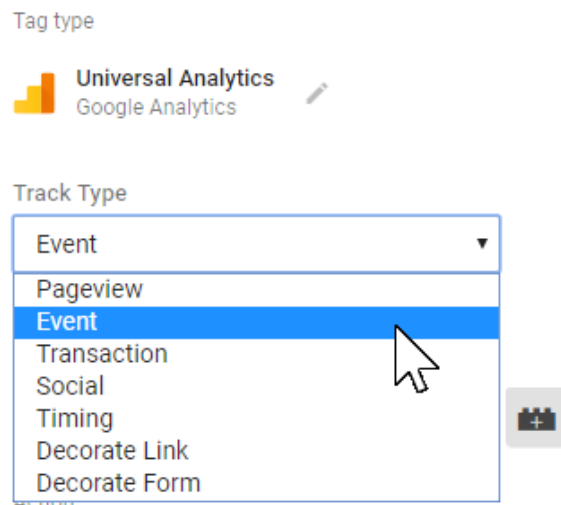 Tag type
Universal Analytics
Google Analytics
Track Type
Event
Pageview
Event
Transaction
Social
Timing
Decorate Link
Decorate Form